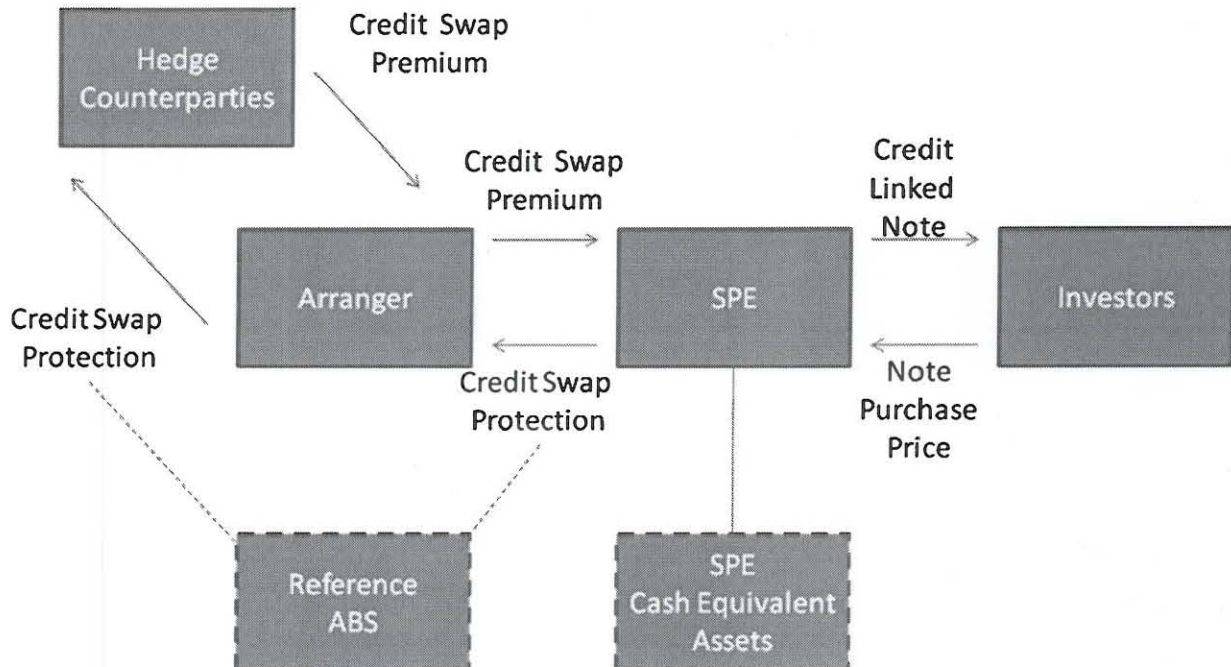 Credit Swap
Premium
Hedge
Counterparties
Credit Swap
Premium
Credit
Linked
Note
Arranger
SPE
Investors
Credit Swap
Protection
Credit Swap
Protection
Note
Purchase
Price
Reference
ABS
SPE
Cash Equivalent
Assets